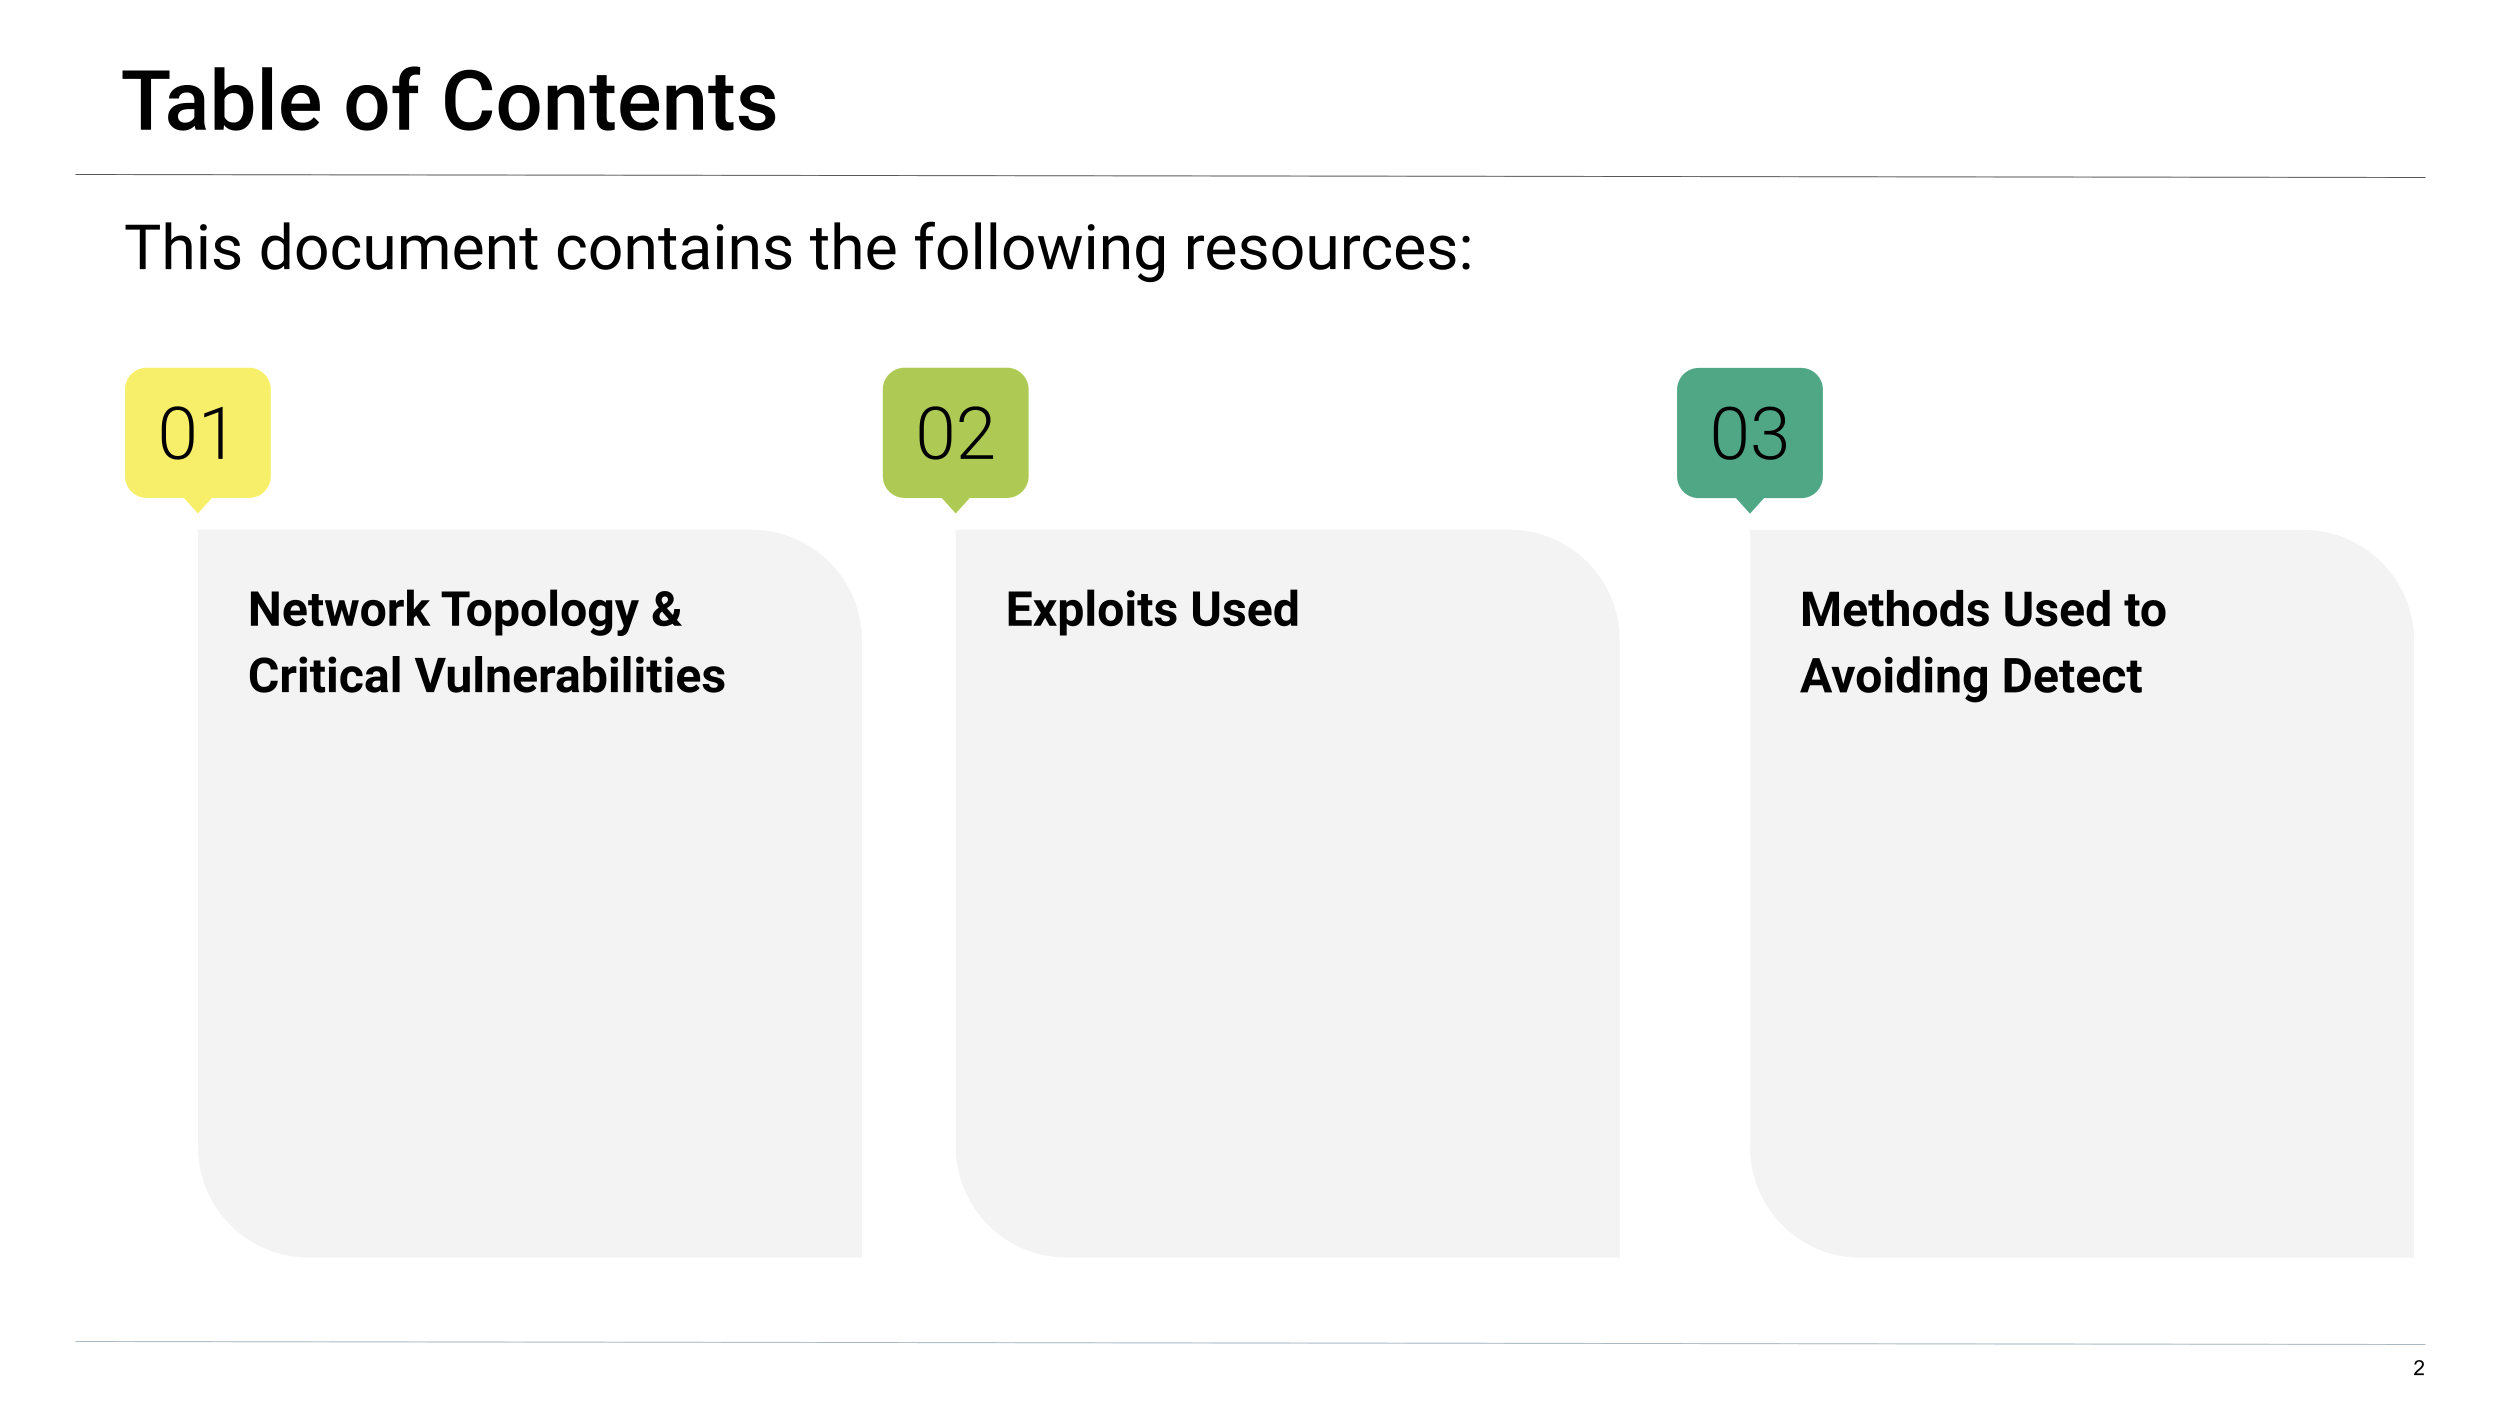 Table of Contents
This document contains the following resources:
01
02
03
Network Topology &
Critical Vulnerabilities
Exploits Used
Methods Used to
Avoiding Detect
2